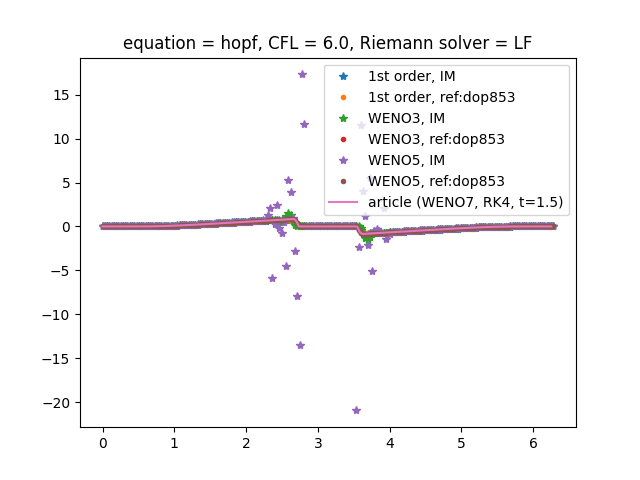 equation = hopf, CFL = 6.0, Riemann solver = LF
1st order, IM
1st order, ref:dop853
WENO3, IM
WENO3, ref:dop853
WENO5, IM
WENO5, ref:dop853
article (WENO7, RK4, t=1.5)
15
10
5
0
−5
−10
−15
−20
0 1 2 3 4 5 6